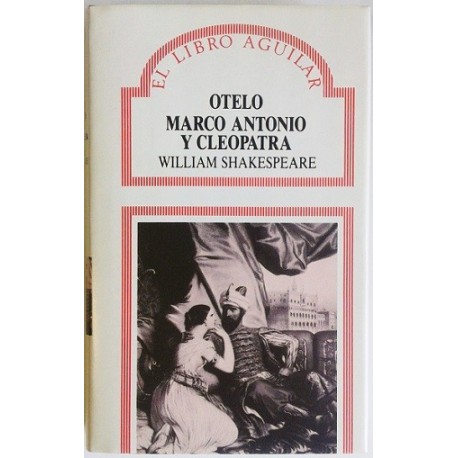 EL LIBRO AGUILAR
OTELO
MARCO ANTONIO
Y CLEOPATRA
WILLIAM SHAKESPEARE